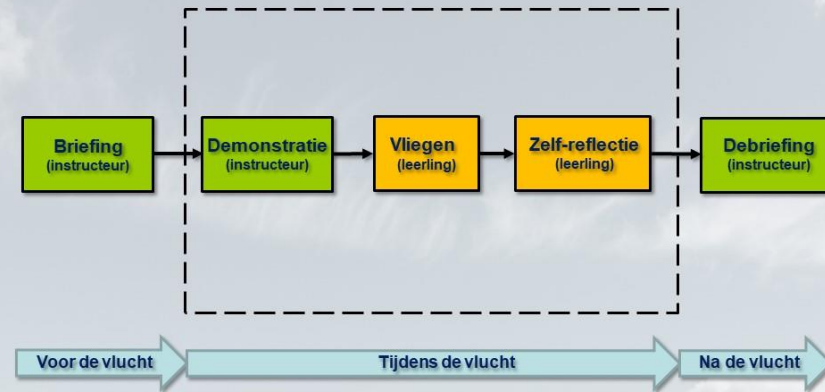 Briefing
(instructeur)
Demonstratie
(instructeur)
Vliegen
(leerling)
Zelf-reflectie
(leerling)
Debriefing
(instructeur)
Voor de vlucht
Tijdens de vlucht
Na de vlucht